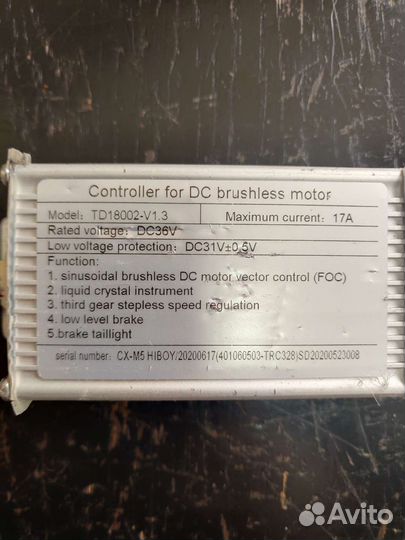 Controller for DC brushless motor
Model: TD18002-V1.3 Maximum current: 17A
Rated voltage: DC36V
Low voltage protection: DC31V±0.5V
Function:
1. sinusoidal brushless DC motor vector control (FOC)
2. liquid crystal instrument
3. third gear stepless speed regulation
4. low level brake
5.brake taillight
serial number: CX-M5 HIBOY/20200617(401060503-TRC328)SD20200523008
Avito